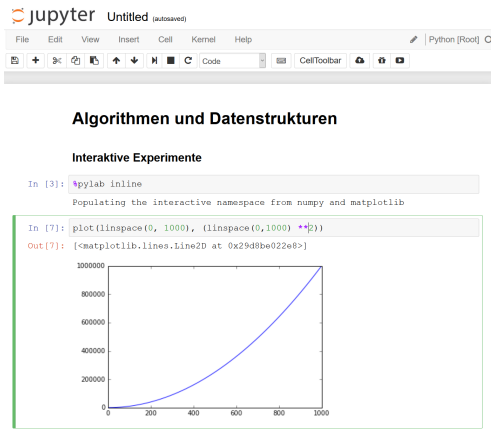 jupyter Untitled (autosaved)
File Edit View Insert Cell Kernel Help Python [Root]
Code CellToolbar
Algorithmen und Datenstrukturen
Interaktive Experimente
In [3]: %pylab inline
Populating the interactive namespace from numpy and matplotlib
In [7]: plot(linspace(0, 1000), (linspace(0,1000) **2))
Out[7]: [<matplotlib.lines.Line2D at 0x29d8be022e8>]
1000000
800000
600000
400000
200000
0
0 200 400 600 800 1000